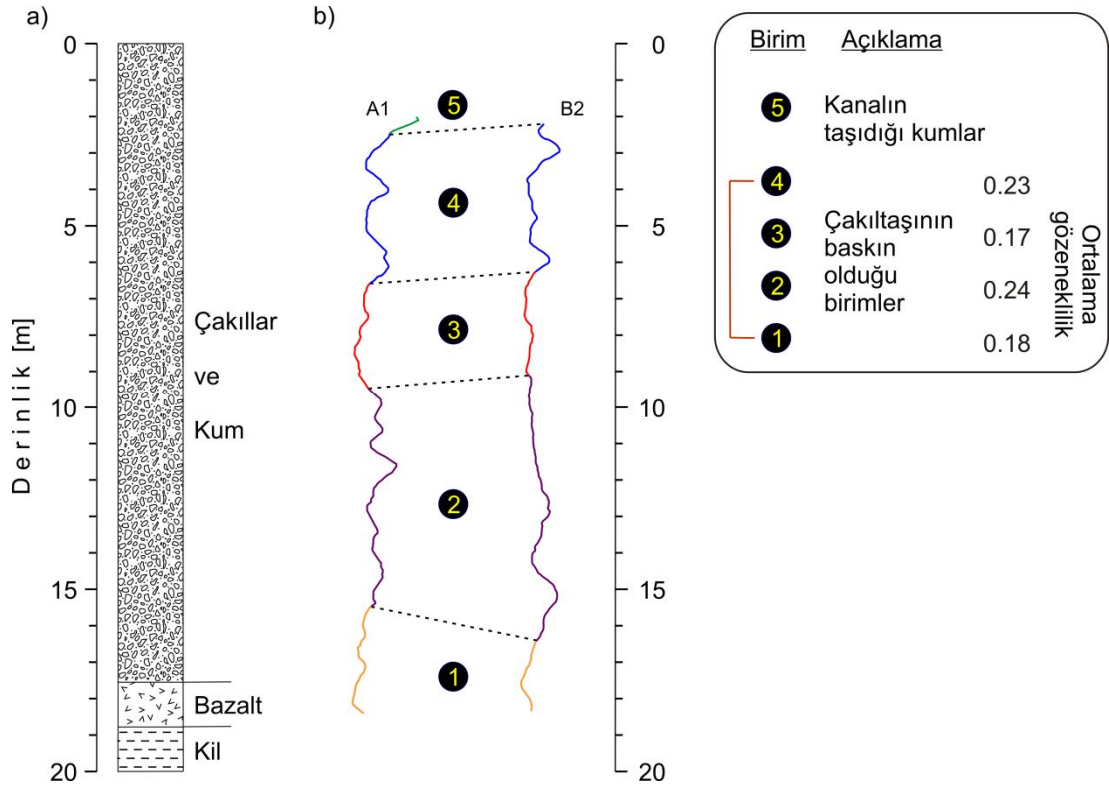 a)
b)
0
5
10
15
20
Derinlik [m]
Çakıllar
ve
Kum
Bazalt
Kil
A1
B2
5
4
3
2
1
0
5
10
15
20
Birim
Açıklama
5
Kanalın
taşıdığı kumlar
4
0.23
3
Çakıltaşının
0.17
baskın
2
olduğu
0.24
birimler
1
0.18
Ortalama
gözeneklilik